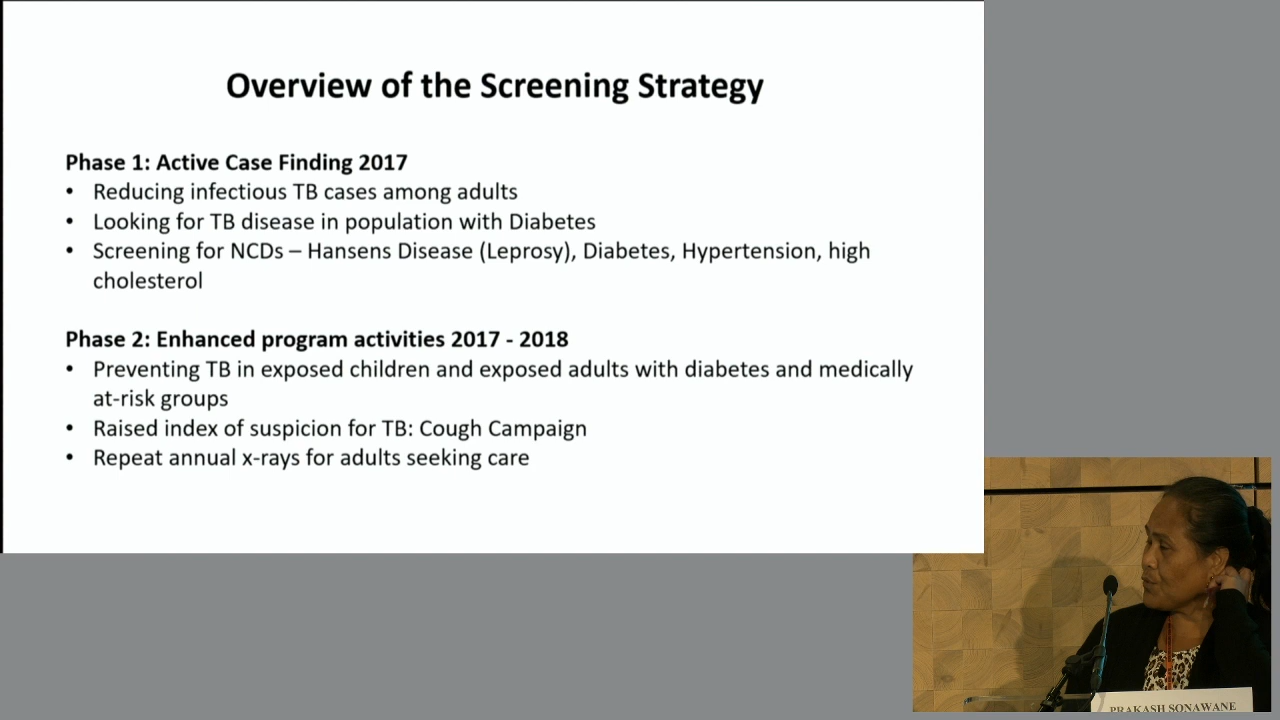 Overview of the Screening Strategy
Phase 1: Active Case Finding 2017
• Reducing infectious TB cases among adults
• Looking for TB disease in population with Diabetes
• Screening for NCDs – Hansens Disease (Leprosy), Diabetes, Hypertension, high
cholesterol
Phase 2: Enhanced program activities 2017 - 2018
• Preventing TB in exposed children and exposed adults with diabetes and medically
at-risk groups
• Raised index of suspicion for TB: Cough Campaign
• Repeat annual x-rays for adults seeking care
PRAKASH SONAWANE